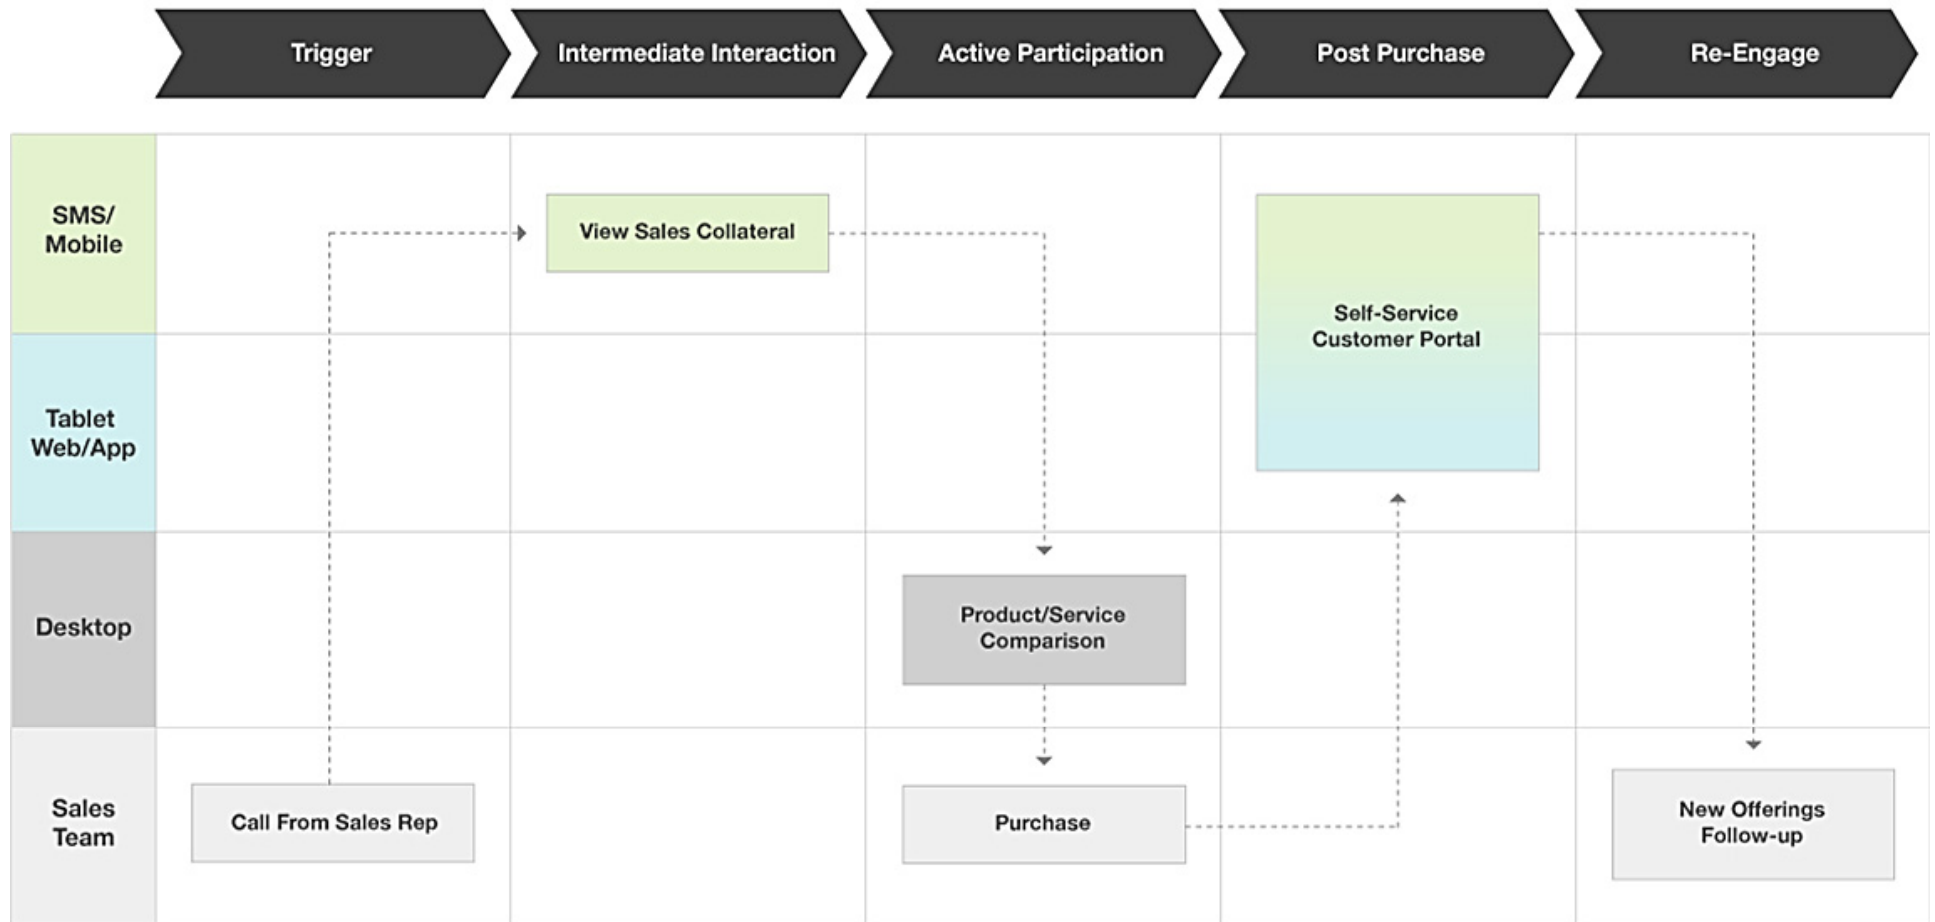 Trigger
Intermediate Interaction
Active Participation
Post Purchase
Re-Engage
SMS/
Mobile
View Sales Collateral
Self-Service
Customer Portal
Tablet
Web/App
Desktop
Product/Service
Comparison
Sales
Team
Call From Sales Rep
Purchase
New Offerings
Follow-up